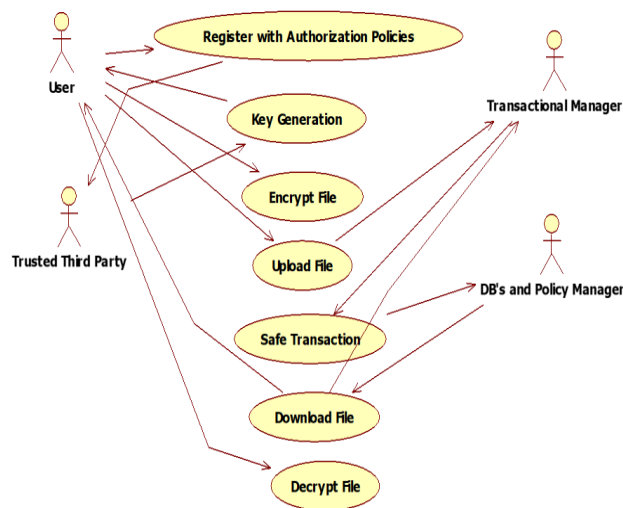 Register with Authorization Policies
User
Transactional Manager
Key Generation
Encrypt File
Trusted Third Party
Upload File
DB's and Policy Manager
Safe Transaction
Download File
Decrypt File